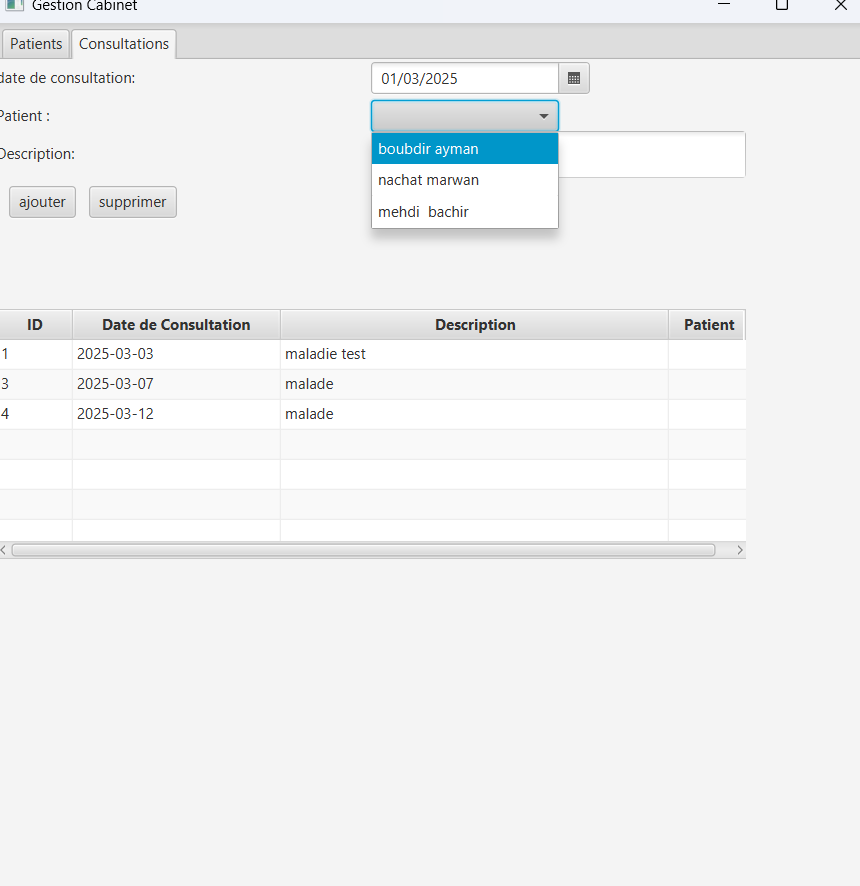 Gestion Cabinet
Patients Consultations
date de consultation: 01/03/2025
Patient :
boubdir ayman
Description:
nachat marwan
ajouter supprimer
mehdi  bachir
ID Date de Consultation Description Patient
1 2025-03-03 maladie test
3 2025-03-07 malade
4 2025-03-12 malade